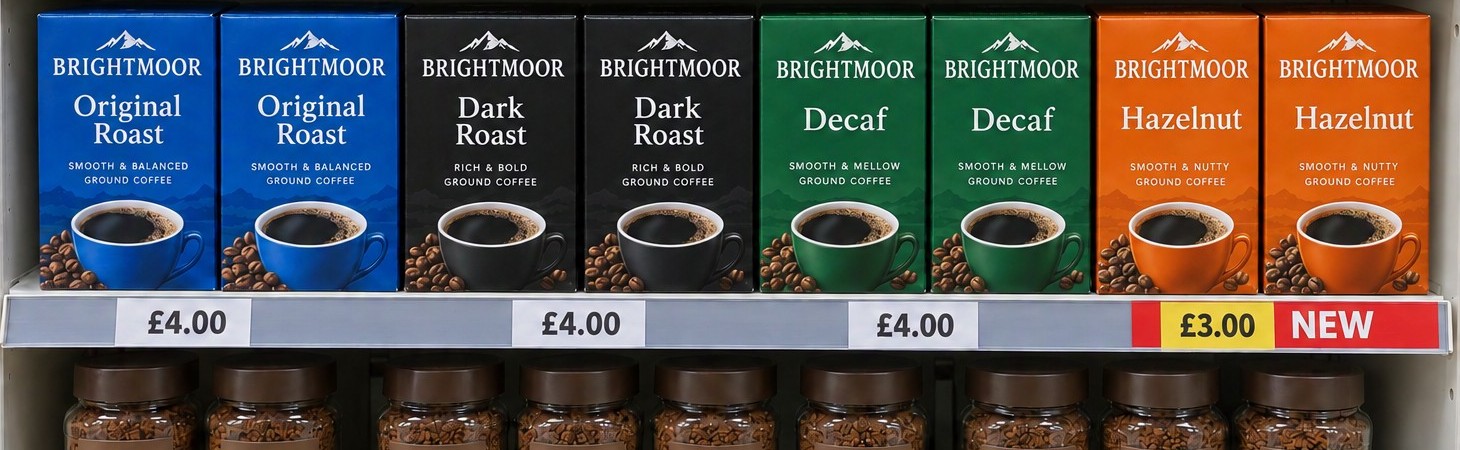 BRIGHTMOOR
Original
Roast
SMOOTH & BALANCED
GROUND COFFEE
BRIGHTMOOR
Original
Roast
SMOOTH & BALANCED
GROUND COFFEE
BRIGHTMOOR
Dark
Roast
RICH & BOLD
GROUND COFFEE
BRIGHTMOOR
Dark
Roast
RICH & BOLD
GROUND COFFEE
BRIGHTMOOR
Decaf
SMOOTH & MELLOW
GROUND COFFEE
BRIGHTMOOR
Decaf
SMOOTH & MELLOW
GROUND COFFEE
BRIGHTMOOR
Hazelnut
SMOOTH & NUTTY
GROUND COFFEE
BRIGHTMOOR
Hazelnut
SMOOTH & NUTTY
GROUND COFFEE
£4.00
£4.00
£4.00
£3.00 NEW